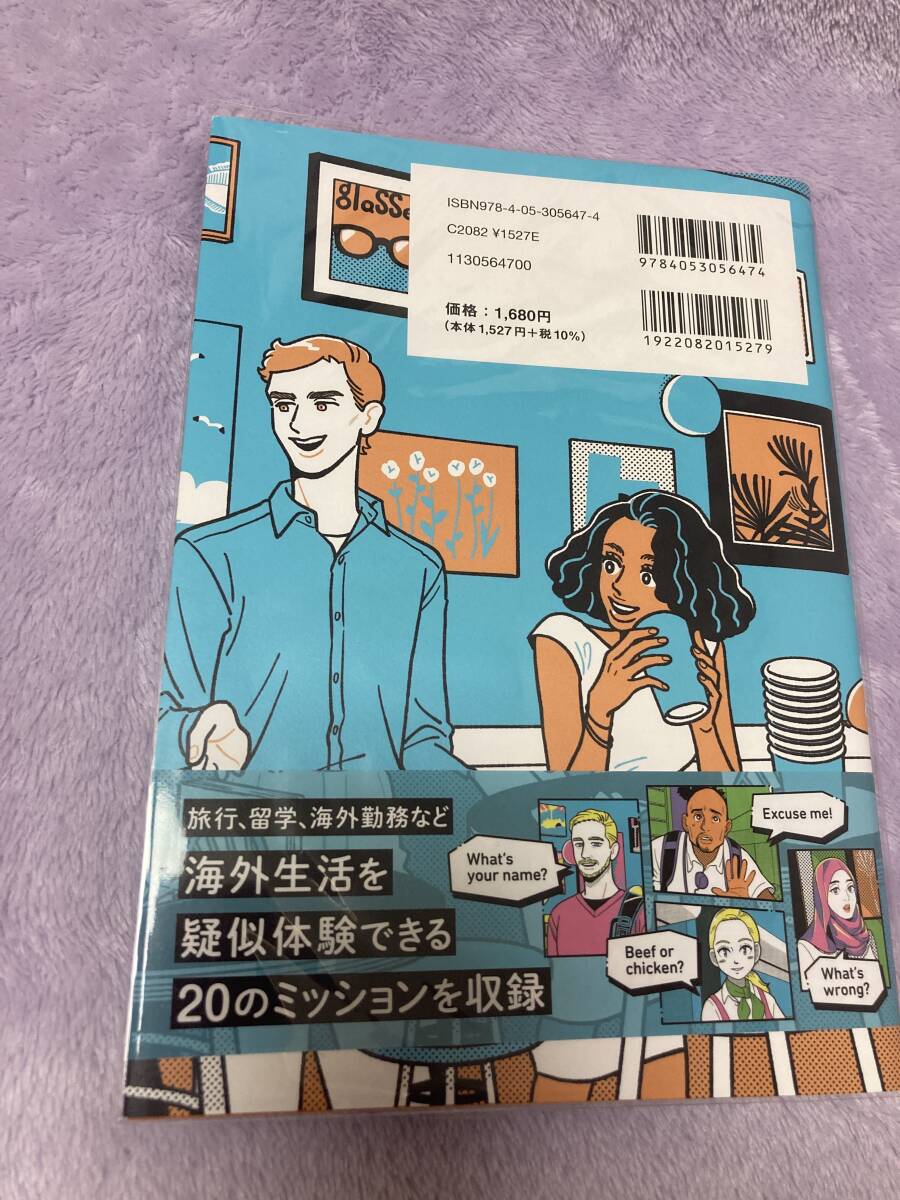 glasse
ISBN978-4-05-305647-4
C2082 ¥1527E
1130564700
価格：1,680円
（本体1,527円＋税10%）
9784053056474
1922082015279
旅行、留学、海外勤務など
海外生活を
疑似体験できる
20のミッションを収録
What's
your name?
Excuse me!
Beef or
chicken?
What's
wrong?